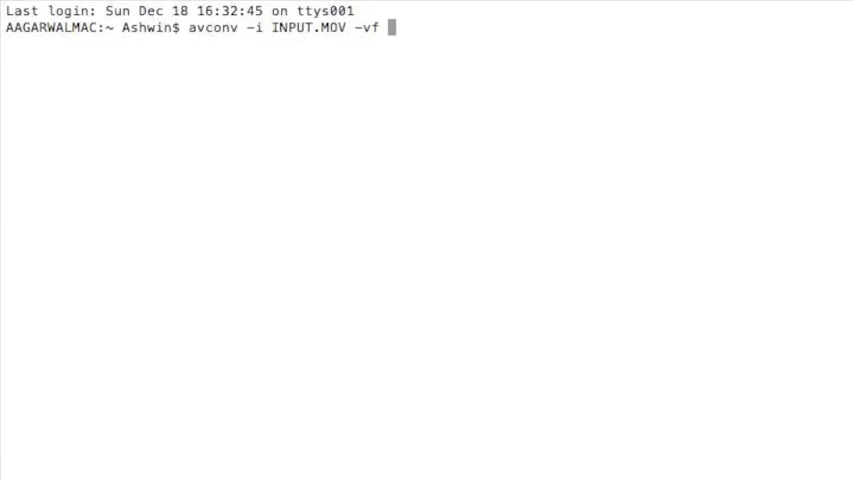 Last login: Sun Dec 18 16:32:45 on ttys001
AAGARWALMAC:~ Ashwin$ avconv -i INPUT.MOV -vf